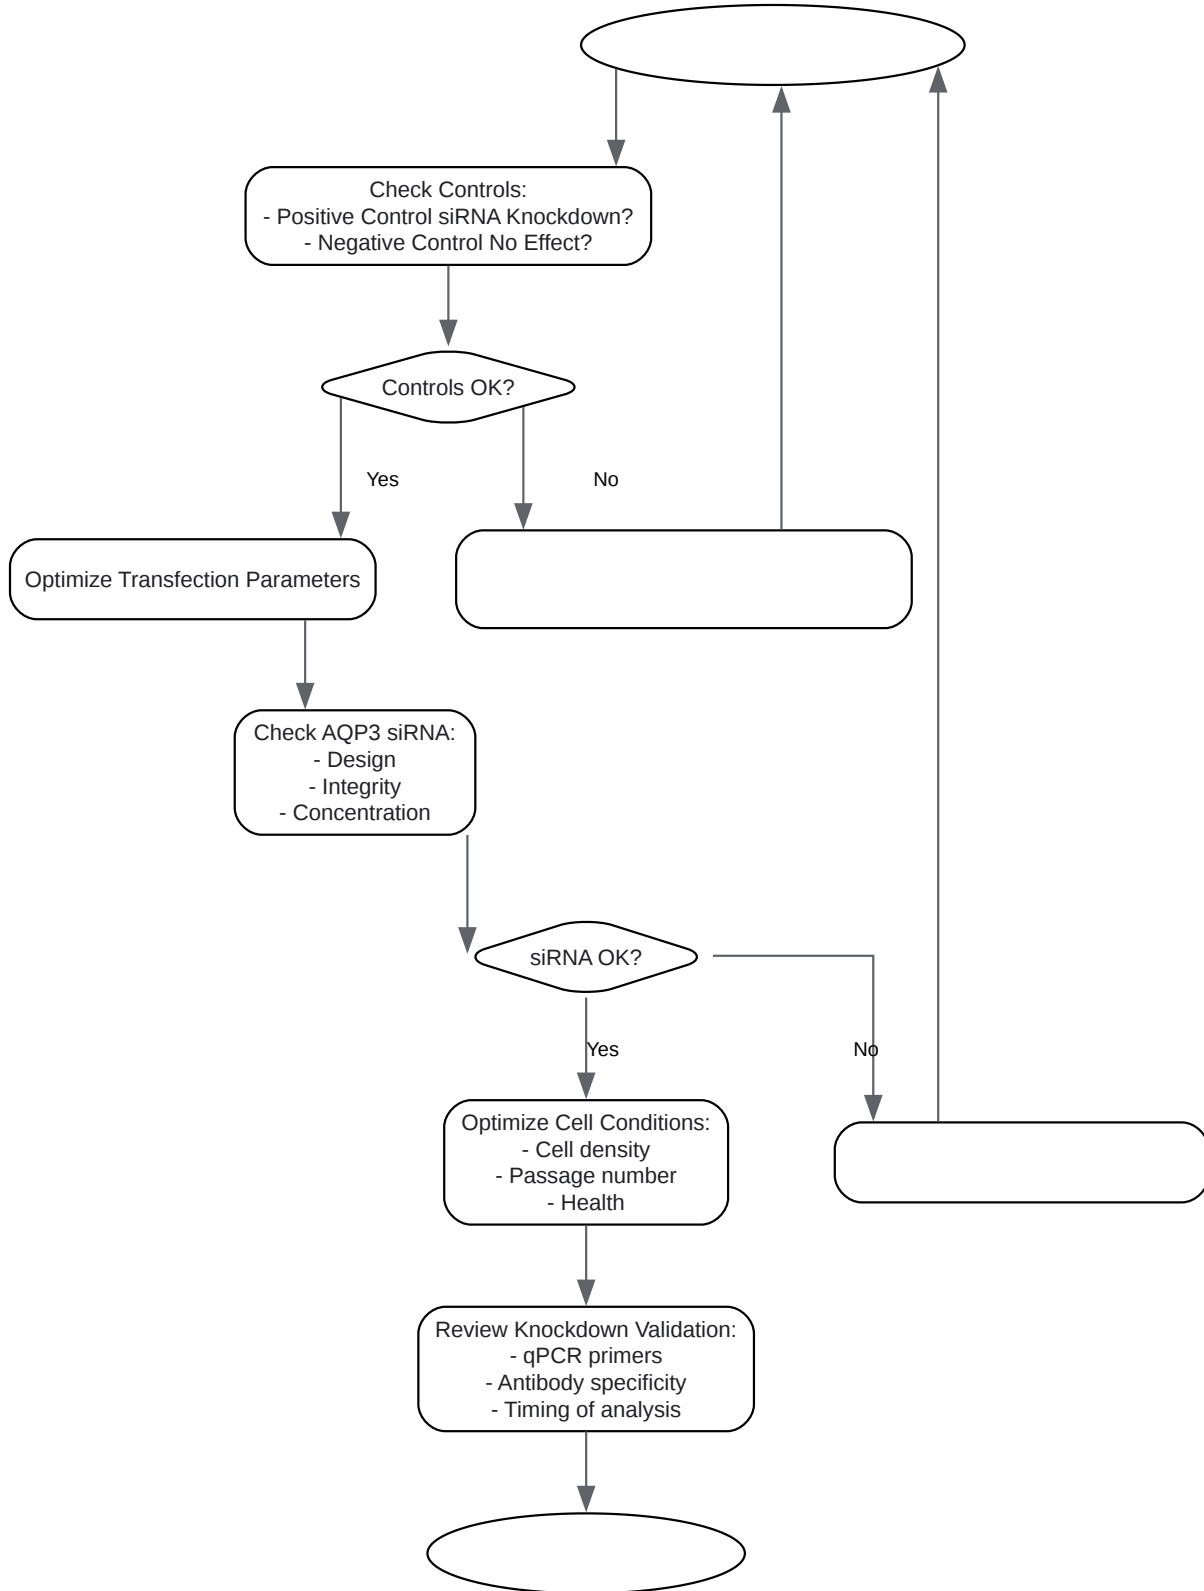 Check Controls:
- Positive Control siRNA Knockdown?
- Negative Control No Effect?
Controls OK?
Yes
No
Optimize Transfection Parameters
Check AQP3 siRNA:
- Design
- Integrity
- Concentration
siRNA OK?
Yes
No
Optimize Cell Conditions:
- Cell density
- Passage number
- Health
Review Knockdown Validation:
- qPCR primers
- Antibody specificity
- Timing of analysis